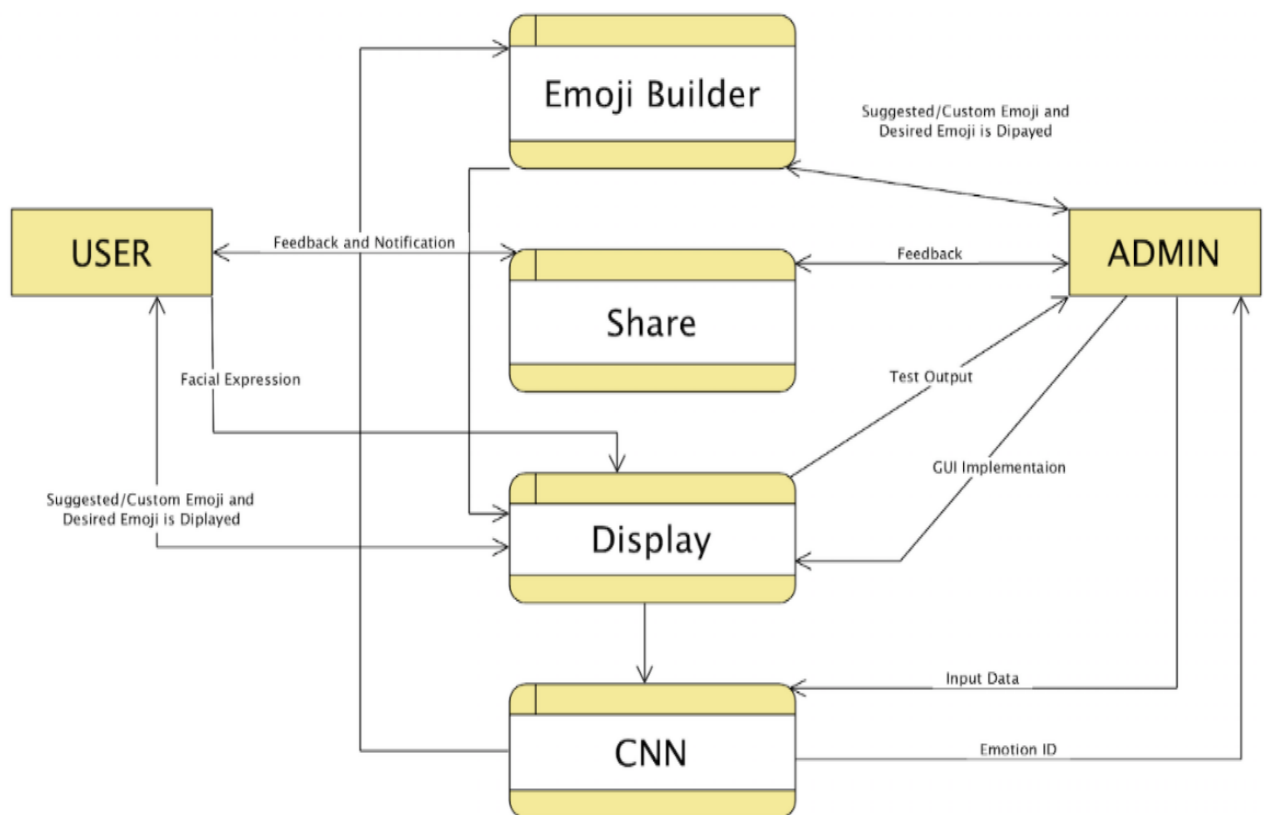 Emoji Builder
Suggested/Custom Emoji and
Desired Emoji is Dipayed
USER
Feedback and Notification
Feedback
ADMIN
Share
Facial Expression
Test Output
GUI Implementaion
Suggested/Custom Emoji and
Desired Emoji is Diplayed
Display
Input Data
CNN
Emotion ID